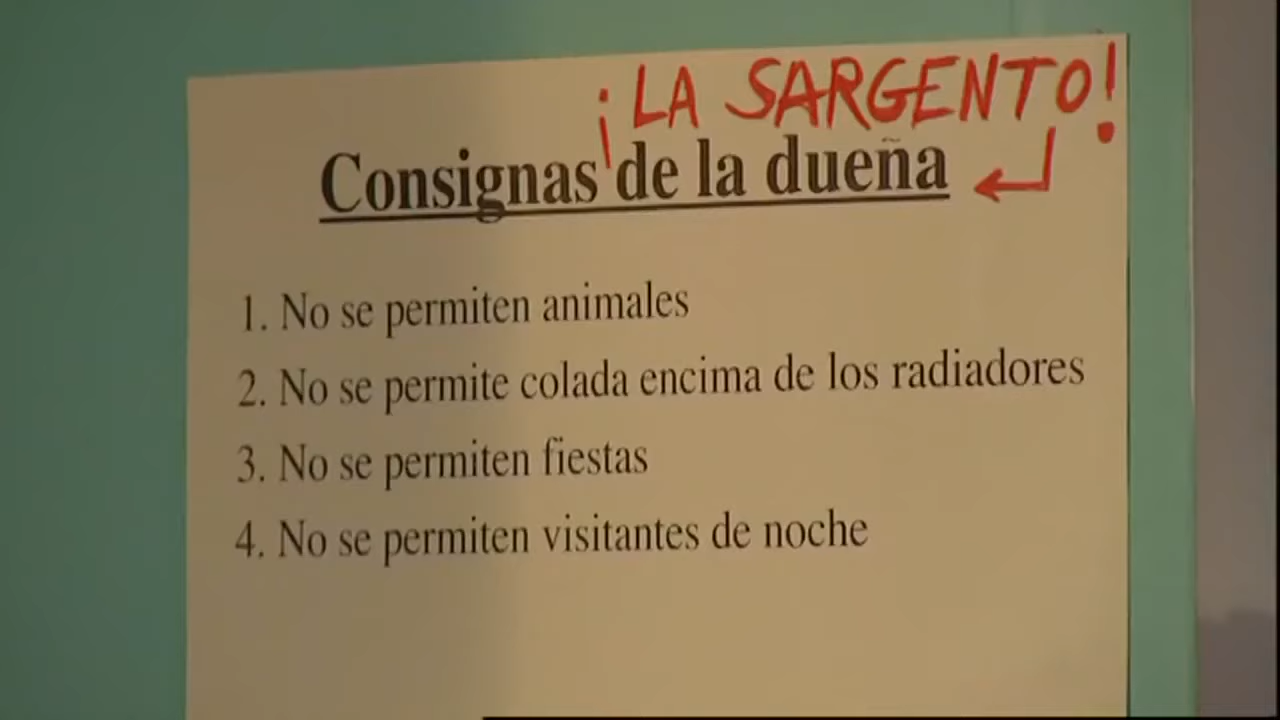 ¡LA SARGENTO!
Consignas de la dueña
1. No se permiten animales
2. No se permite colada encima de los radiadores
3. No se permiten fiestas
4. No se permiten visitantes de noche